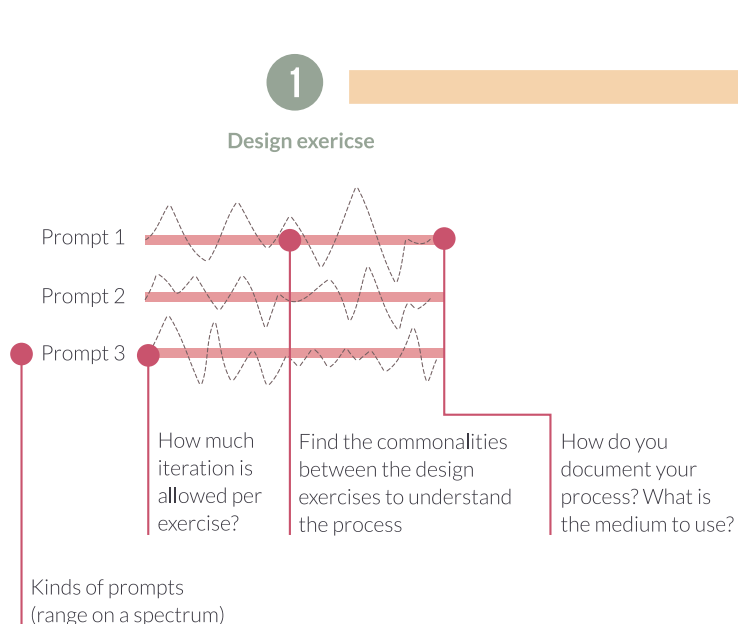 1
Design exericse
Prompt 1
Prompt 2
Prompt 3
How much
iteration is
allowed per
exercise?
Find the commonalities
between the design
exercises to understand
the process
How do you
document your
process? What is
the medium to use?
Kinds of prompts
(range on a spectrum)